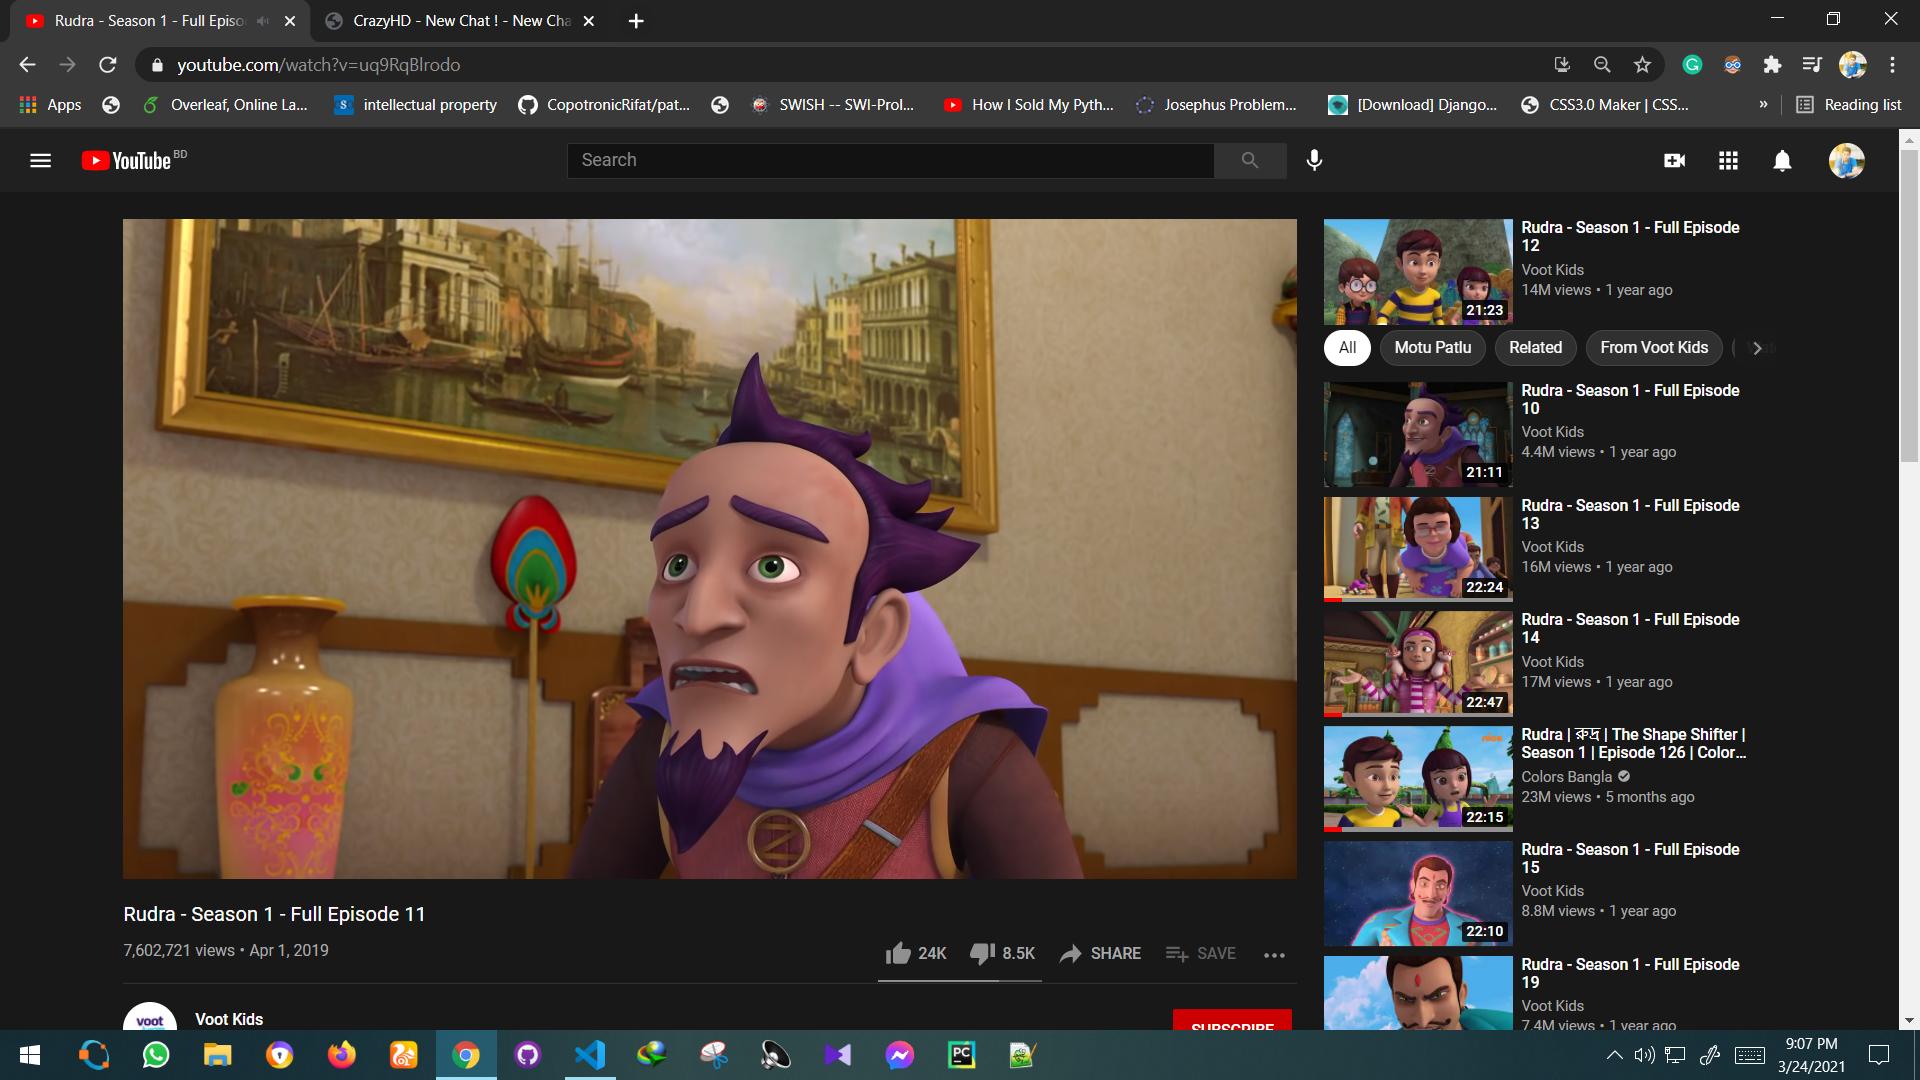 Rudra - Season 1 - Full Episo
CrazyHD - New Chat ! - New Cha
youtube.com/watch?v=uq9RqBlrodo
Apps
Overleaf, Online La...
intellectual property
CopotronicRifat/pat...
SWISH -- SWI-Prol...
How I Sold My Pyth...
Josephus Problem...
[Download] Django...
CSS3.0 Maker | CSS...
»
Reading list
YouTube BD
Search
Rudra - Season 1 - Full Episode 11
7,602,721 views • Apr 1, 2019
24K
8.5K
SHARE
SAVE
voot
Voot Kids
SUBSCRIBE
Rudra - Season 1 - Full Episode
12
Voot Kids
14M views • 1 year ago
21:23
All
Motu Patlu
Related
From Voot Kids
Rudra - Season 1 - Full Episode
10
Voot Kids
4.4M views • 1 year ago
21:11
Rudra - Season 1 - Full Episode
13
Voot Kids
16M views • 1 year ago
22:24
Rudra - Season 1 - Full Episode
14
Voot Kids
17M views • 1 year ago
22:47
Rudra | রুদ্র | The Shape Shifter |
Season 1 | Episode 126 | Color...
Colors Bangla
23M views • 5 months ago
nick
22:15
Rudra - Season 1 - Full Episode
15
Voot Kids
8.8M views • 1 year ago
22:10
Rudra - Season 1 - Full Episode
19
Voot Kids
7.4M views • 1 year ago
PC
9:07 PM
3/24/2021